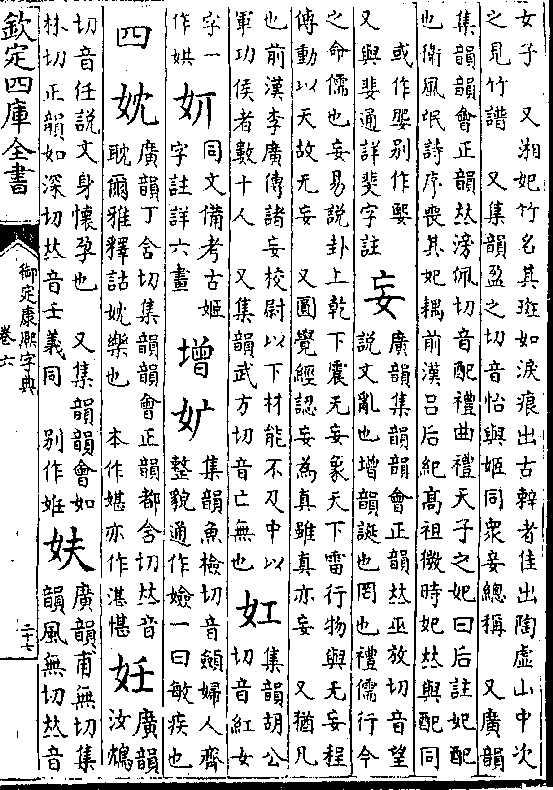 女子　又湘妃竹名其斑如淚痕出古辣者佳出陶虛山中次
之見竹譜　又集韻盈之切音怡與姬同衆妾總稱　又廣韻
集韻韻會正韻𠀤滂佩切音配禮曲禮天子之妃曰后註妃配
也衛風氓詩序喪其妃耦前漢吕后紀高祖微時妃𠀤與配同
或作㛎別作娶
又與斐通詳斐字註
妄
廣韻集韻韻會正韻𠀤巫放切音望
說文亂也增韻誕也罔也禮儒行今
之命儒也妄易說卦上乾下震无妄象天下雷行物與无妄程
傳動以天故无妄　又圓覺經認妄為真雖真亦妄　又猶凡
也前漢李廣傳諸妄校尉以下材能不及中以
軍功侯者數十人　又集韻武方切音亡無也
㚞
集韻胡公
切音紅女
字一
作娂
㚦
同文備考古姬
字註詳六畫
增㚧
集韻魚檢切音顩婦人齊
整貌通作嬐一曰敏疾也
四
妉
廣韻丁含切集韻韻會正韻都含切𠀤音
耽爾雅釋詁妉樂也　本作媅亦作湛愖
妊
廣韻
汝鴆
切音任說文身懷孕也　又集韻韻會如
林切正韻如深切𠀤音壬義同　別作姙
妋
廣韻甫無切集
韻風無切𠀤音
欽定四庫全書
御定康熙字典
卷六
二十七